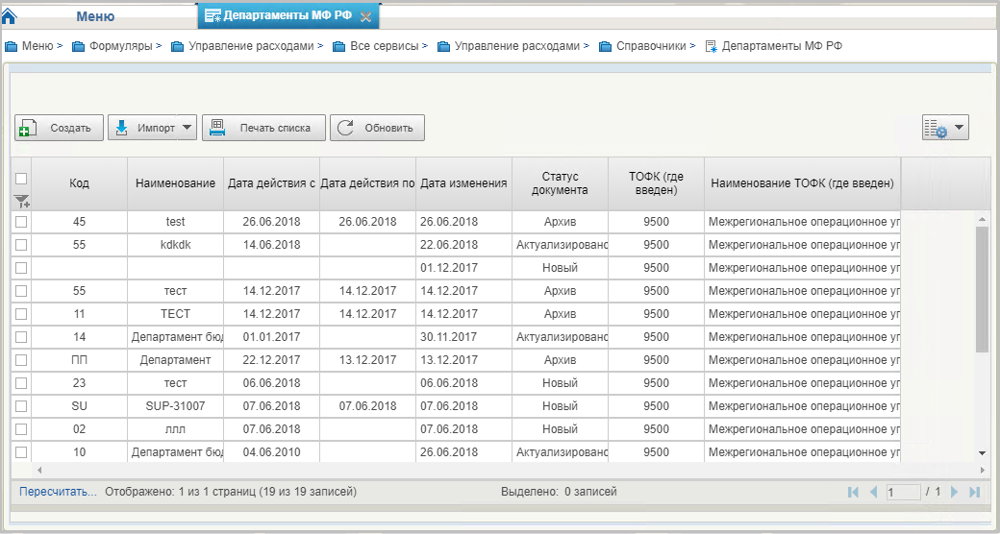 Меню Департаменты МФ РФ
Меню > Формуляры > Управление расходами > Все сервисы > Управление расходами > Справочники > Департаменты МФ РФ
Создать Импорт Печать списка Обновить
Код Наименование Дата действия с Дата действия по Дата изменения Статус документа ТОФК (где введен) Наименование ТОФК (где введен)
45 test 26.06.2018 26.06.2018 26.06.2018 Архив 9500 Межрегиональное операционное уп
55 kdkdk 14.06.2018 22.06.2018 Актуализировано 9500 Межрегиональное операционное уп
01.12.2017 Новый 9500 Межрегиональное операционное уп
55 тест 14.12.2017 14.12.2017 14.12.2017 Архив 9500 Межрегиональное операционное уп
11 ТЕСТ 14.12.2017 14.12.2017 14.12.2017 Архив 9500 Межрегиональное операционное уп
14 Департамент бюд 01.01.2017 30.11.2017 Актуализировано 9500 Межрегиональное операционное уп
ПП Департамент 22.12.2017 13.12.2017 13.12.2017 Архив 9500 Межрегиональное операционное уп
23 тест 06.06.2018 06.06.2018 Новый 9500 Межрегиональное операционное уп
SU SUP-31007 07.06.2018 07.06.2018 07.06.2018 Новый 9500 Межрегиональное операционное уп
02 ллл 07.06.2018 07.06.2018 Новый 9500 Межрегиональное операционное уп
10 Департамент бюд 04.06.2010 26.06.2018 Актуализировано 9500 Межрегиональное операционное уп
Пересчитать... Отображено: 1 из 1 страниц (19 из 19 записей) Выделено: 0 записей 1 / 1